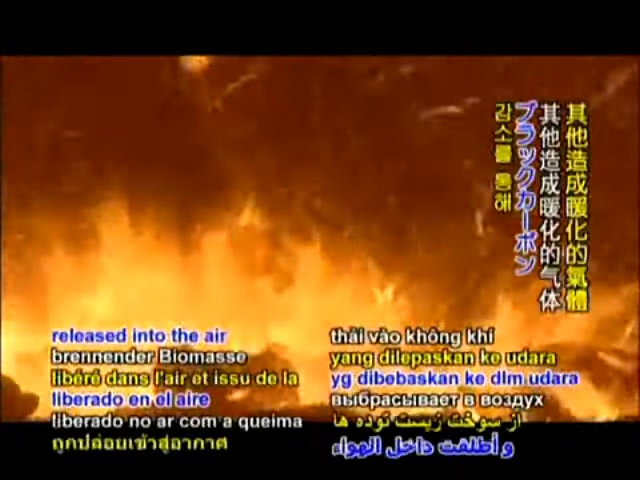 其他造成暖化的氣體
其他造成暖化的气体
ブラックカーボン
감소를 통해
released into the air
brennender Biomasse
libéré dans l'air et issu de la
liberado en el aire
liberado no ar com a queima
ถูกปล่อยเข้าสู่อากาศ
thải vào không khí
yang dilepaskan ke udara
yg dibebaskan ke dlm udara
выбрасывает в воздух
از سوخت زیست توده ها
و أطلقت داخل الهواء